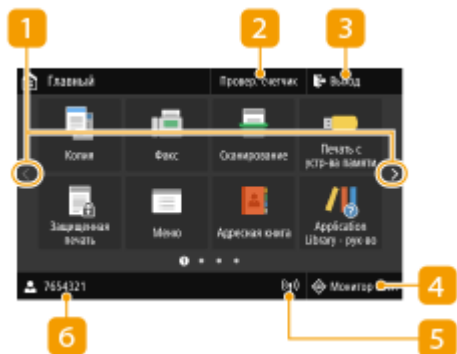 1
2
3
Главный
Провер. счетчик
Выход
Копия
Факс
Сканирование
Печать с
устр-ва памяти
Защищенная
печать
Меню
Адресная книга
Application
Library - рук-во
1
7654321
Монитор
4
6
5